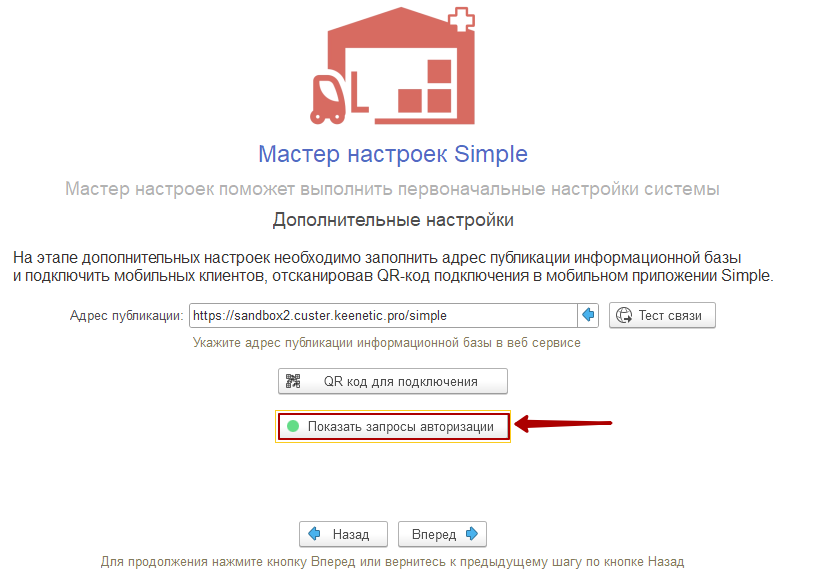 Мастер настроек Simple
Мастер настроек поможет выполнить первоначальные настройки системы
Дополнительные настройки
На этапе дополнительных настроек необходимо заполнить адрес публикации информационной базы
и подключить мобильных клиентов, отсканировав QR-код подключения в мобильном приложении Simple.
Адрес публикации: https://sandbox2.custer.keenetic.pro/simple Тест связи
Укажите адрес публикации информационной базы в веб сервисе
QR код для подключения
Показать запросы авторизации
Назад Вперед
Для продолжения нажмите кнопку Вперед или вернитесь к предыдущему шагу по кнопке Назад